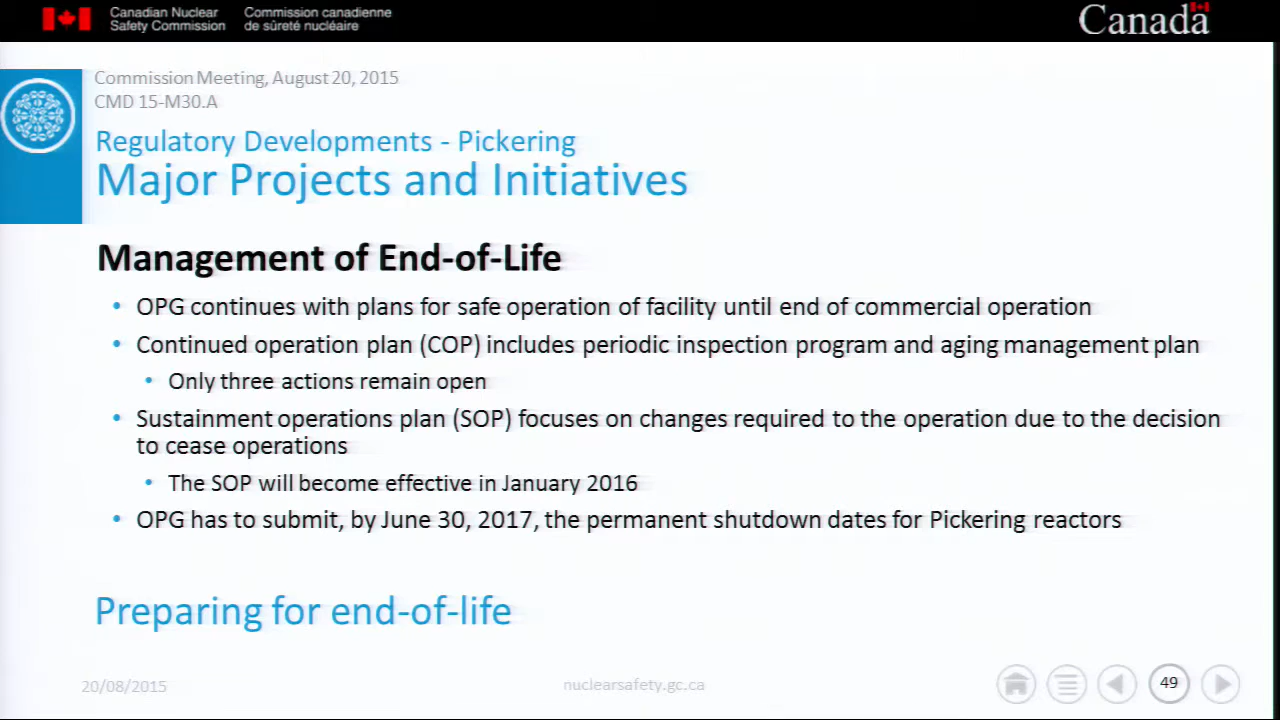 Canadian Nuclear Safety Commission
Commission canadienne de sûreté nucléaire
Canada
Commission Meeting, August 20, 2015
CMD 15-M30.A
Regulatory Developments - Pickering
Major Projects and Initiatives
Management of End-of-Life
• OPG continues with plans for safe operation of facility until end of commercial operation
• Continued operation plan (COP) includes periodic inspection program and aging management plan
• Only three actions remain open
• Sustainment operations plan (SOP) focuses on changes required to the operation due to the decision
to cease operations
• The SOP will become effective in January 2016
• OPG has to submit, by June 30, 2017, the permanent shutdown dates for Pickering reactors
Preparing for end-of-life
20/08/2015
nuclearsafety.gc.ca
49